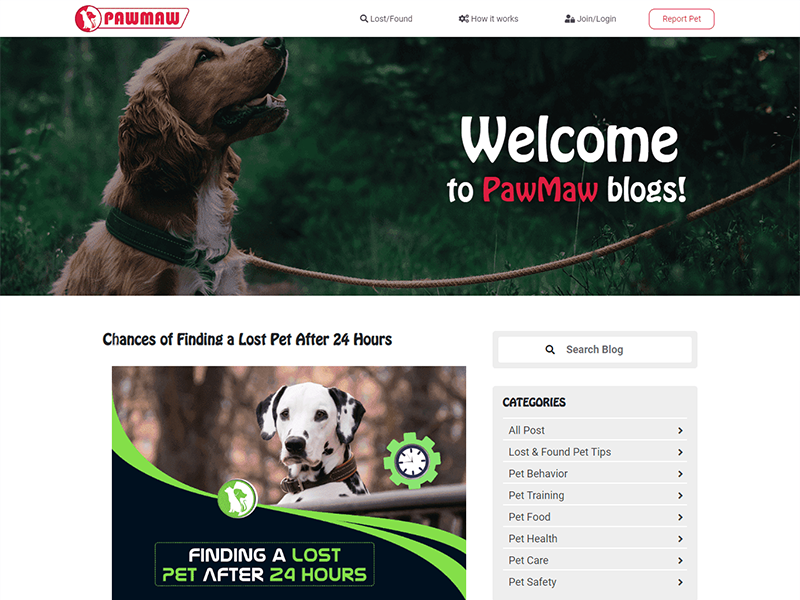 PAWMAW
Lost/Found
How it works
Join/Login
Report Pet
Welcome
to PawMaw blogs!
Chances of Finding a Lost Pet After 24 Hours
FINDING A LOST
PET AFTER 24 HOURS
Search Blog
CATEGORIES
All Post
Lost & Found Pet Tips
Pet Behavior
Pet Training
Pet Food
Pet Health
Pet Care
Pet Safety